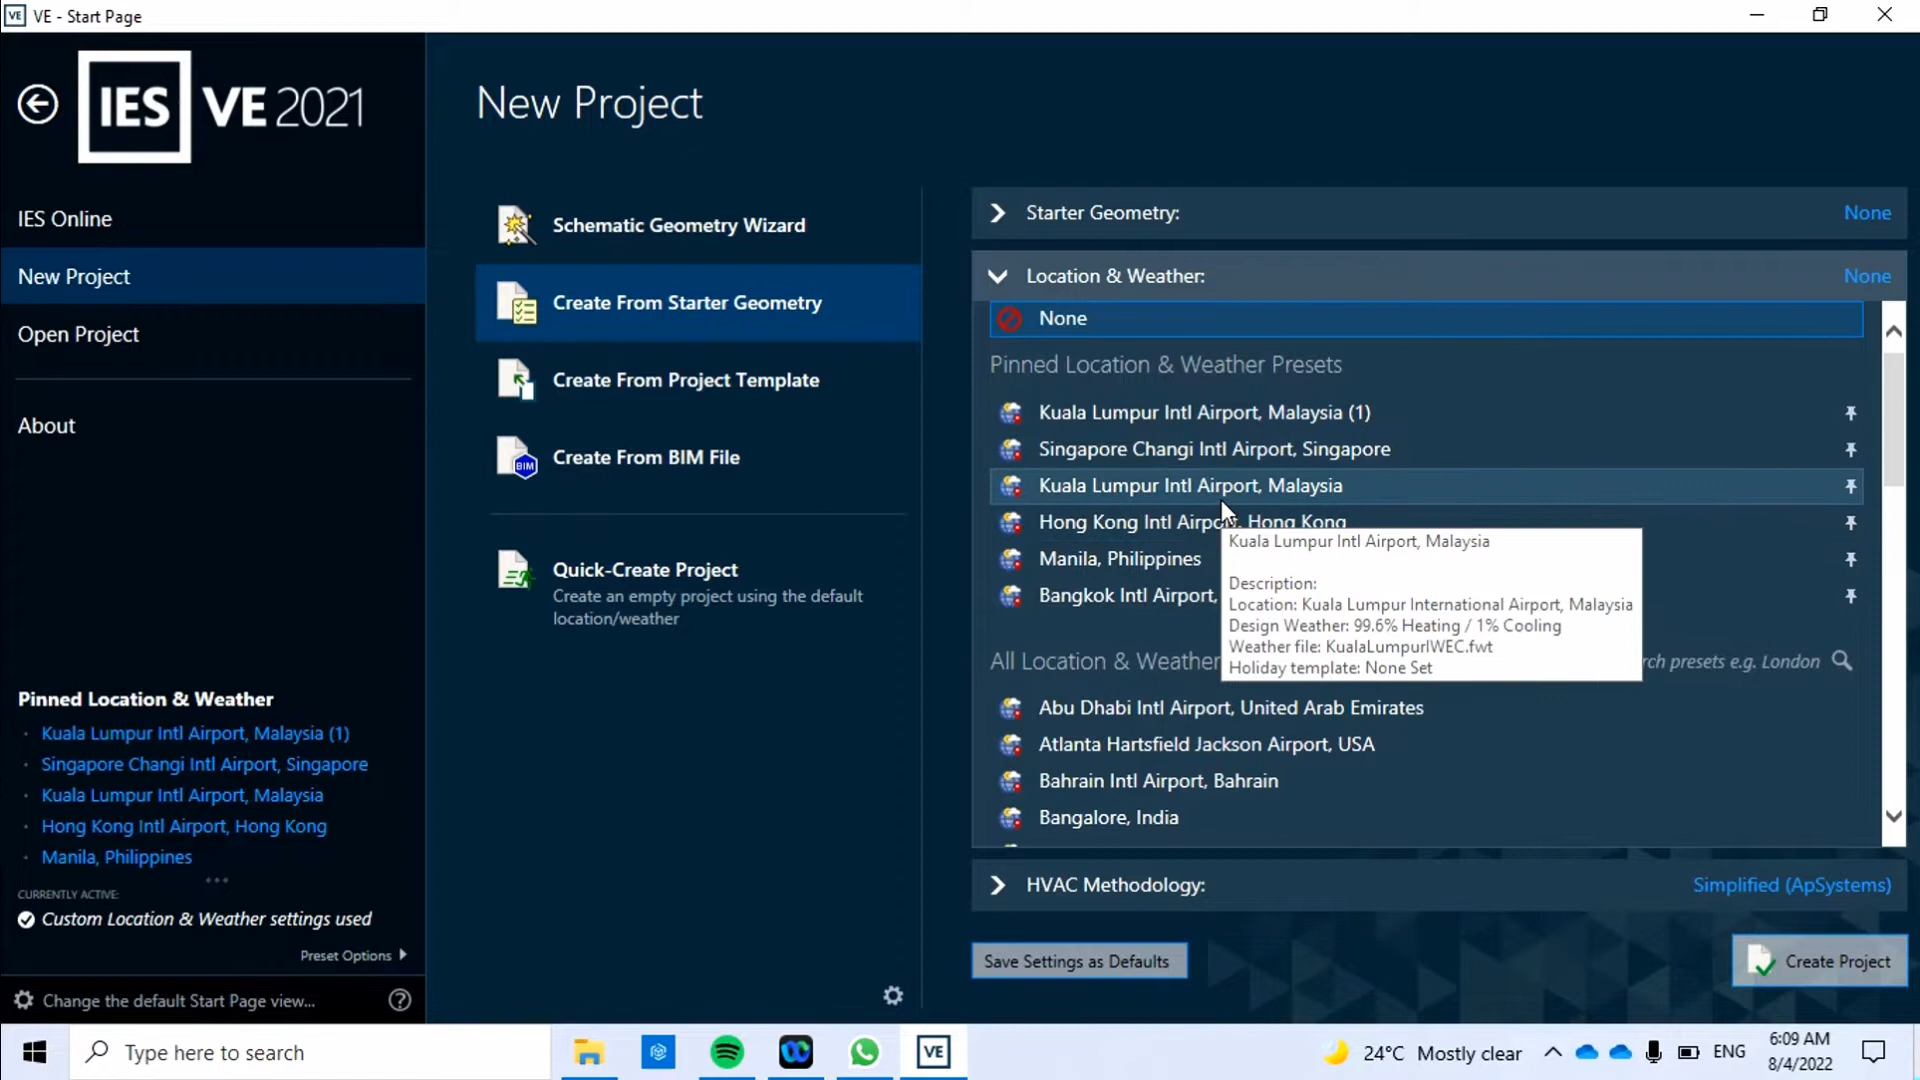 VE VE - Start Page
IES VE 2021
IES Online
New Project
Open Project
About
Pinned Location & Weather
Kuala Lumpur Intl Airport, Malaysia (1)
Singapore Changi Intl Airport, Singapore
Kuala Lumpur Intl Airport, Malaysia
Hong Kong Intl Airport, Hong Kong
Manila, Philippines
...
CURRENTLY ACTIVE:
Custom Location & Weather settings used
Preset Options
Change the default Start Page view...
New Project
Schematic Geometry Wizard
Create From Starter Geometry
Create From Project Template
BIM Create From BIM File
Quick-Create Project
Create an empty project using the default
location/weather
Starter Geometry: None
Location & Weather: None
None
Pinned Location & Weather Presets
Kuala Lumpur Intl Airport, Malaysia (1)
Singapore Changi Intl Airport, Singapore
Kuala Lumpur Intl Airport, Malaysia
Hong Kong Intl Airport, Hong Kong
Manila, Philippines
Bangkok Intl Airport,
Kuala Lumpur Intl Airport, Malaysia
Description:
Location: Kuala Lumpur International Airport, Malaysia
Design Weather: 99.6% Heating / 1% Cooling
Weather file: KualaLumpurIWEC.fwt
Holiday template: None Set
All Location & Weather rch presets e.g. London
Abu Dhabi Intl Airport, United Arab Emirates
Atlanta Hartsfield Jackson Airport, USA
Bahrain Intl Airport, Bahrain
Bangalore, India
HVAC Methodology: Simplified (ApSystems)
Save Settings as Defaults
Create Project
Type here to search
VE
24°C Mostly clear
ENG
6:09 AM
8/4/2022